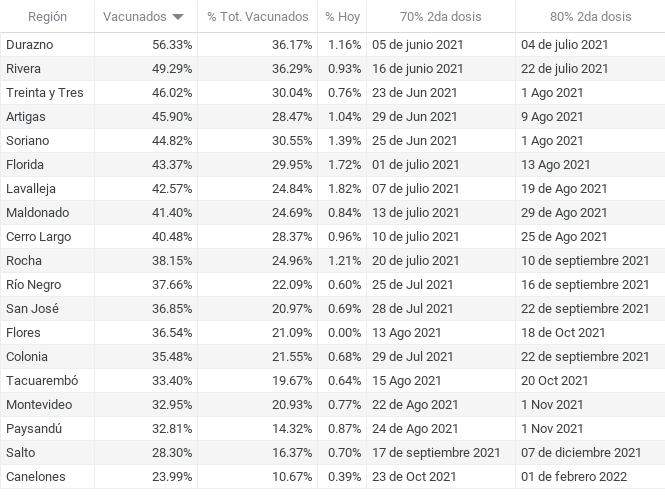 Región Vacunados % Tot. Vacunados % Hoy 70% 2da dosis 80% 2da dosis
Durazno 56.33% 36.17% 1.16% 05 de junio 2021 04 de julio 2021
Rivera 49.29% 36.29% 0.93% 16 de junio 2021 22 de julio 2021
Treinta y Tres 46.02% 30.04% 0.76% 23 de Jun 2021 1 Ago 2021
Artigas 45.90% 28.47% 1.04% 29 de Jun 2021 9 Ago 2021
Soriano 44.82% 30.55% 1.39% 25 de Jun 2021 1 Ago 2021
Florida 43.37% 29.95% 1.72% 01 de julio 2021 13 Ago 2021
Lavalleja 42.57% 24.84% 1.82% 07 de julio 2021 19 de Ago 2021
Maldonado 41.40% 24.69% 0.84% 13 de julio 2021 29 de Ago 2021
Cerro Largo 40.48% 28.37% 0.96% 10 de julio 2021 25 de Ago 2021
Rocha 38.15% 24.96% 1.21% 20 de julio 2021 10 de septiembre 2021
Río Negro 37.66% 22.09% 0.60% 25 de Jul 2021 16 de septiembre 2021
San José 36.85% 20.97% 0.69% 28 de Jul 2021 22 de septiembre 2021
Flores 36.54% 21.09% 0.00% 13 Ago 2021 18 de Oct 2021
Colonia 35.48% 21.55% 0.68% 29 de Jul 2021 22 de septiembre 2021
Tacuarembó 33.40% 19.67% 0.64% 15 Ago 2021 20 Oct 2021
Montevideo 32.95% 20.93% 0.77% 22 de Ago 2021 1 Nov 2021
Paysandú 32.81% 14.32% 0.87% 24 de Ago 2021 1 Nov 2021
Salto 28.30% 16.37% 0.70% 17 de septiembre 2021 07 de diciembre 2021
Canelones 23.99% 10.67% 0.39% 23 de Oct 2021 01 de febrero 2022